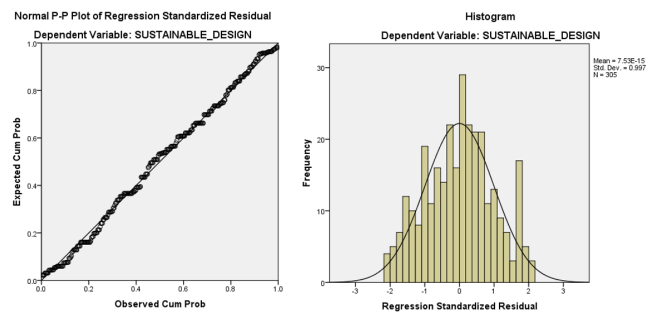 Normal P-P Plot of Regression Standardized Residual
Dependent Variable: SUSTAINABLE_DESIGN
Expected Cum Prob
1.0
0.8
0.6
0.4
0.2
0.0
0.0 0.2 0.4 0.6 0.8 1.0
Observed Cum Prob
Histogram
Dependent Variable: SUSTAINABLE_DESIGN
Mean = 7.53E-15
Std. Dev. = 0.997
N = 305
Frequency
30
20
10
0
-3 -2 -1 0 1 2 3
Regression Standardized Residual